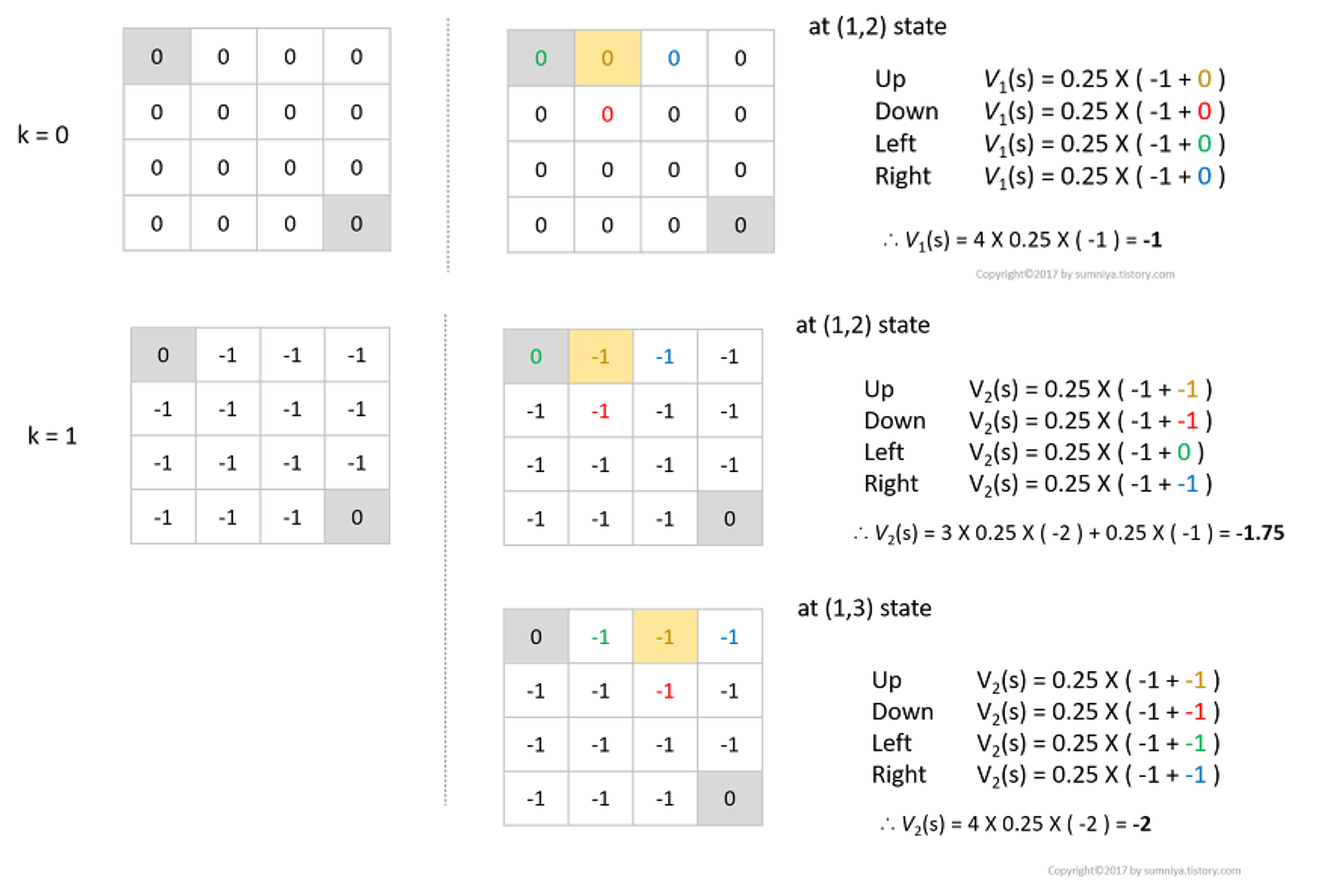 k = 0
0 0 0 0
0 0 0 0
0 0 0 0
0 0 0 0
0 0 0 0
0 0 0 0
0 0 0 0
0 0 0 0
at (1,2) state
Up V₁(s) = 0.25 X ( -1 + 0 )
Down V₁(s) = 0.25 X ( -1 + 0 )
Left V₁(s) = 0.25 X ( -1 + 0 )
Right V₁(s) = 0.25 X ( -1 + 0 )
∴ V₁(s) = 4 X 0.25 X ( -1 ) = -1
Copyright©2017 by sumniya.tistory.com
k = 1
0 -1 -1 -1
-1 -1 -1 -1
-1 -1 -1 -1
-1 -1 -1 0
0 -1 -1 -1
-1 -1 -1 -1
-1 -1 -1 -1
-1 -1 -1 0
at (1,2) state
Up V₂(s) = 0.25 X ( -1 + -1 )
Down V₂(s) = 0.25 X ( -1 + -1 )
Left V₂(s) = 0.25 X ( -1 + 0 )
Right V₂(s) = 0.25 X ( -1 + -1 )
∴ V₂(s) = 3 X 0.25 X ( -2 ) + 0.25 X ( -1 ) = -1.75
0 -1 -1 -1
-1 -1 -1 -1
-1 -1 -1 -1
-1 -1 -1 0
at (1,3) state
Up V₂(s) = 0.25 X ( -1 + -1 )
Down V₂(s) = 0.25 X ( -1 + -1 )
Left V₂(s) = 0.25 X ( -1 + -1 )
Right V₂(s) = 0.25 X ( -1 + -1 )
∴ V₂(s) = 4 X 0.25 X ( -2 ) = -2
Copyright©2017 by sumniya.tistory.com